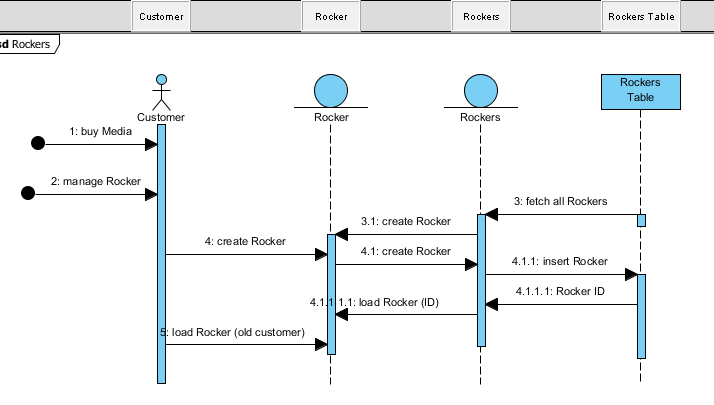 Customer
Rocker
Rockers
Rockers Table
sd Rockers
Rockers
Table
Customer
Rocker
Rockers
1: buy Media
2: manage Rocker
3: fetch all Rockers
3.1: create Rocker
4: create Rocker
4.1: create Rocker
4.1.1: insert Rocker
4.1.1.1: Rocker ID
4.1.1.1.1: load Rocker (ID)
5: load Rocker (old customer)